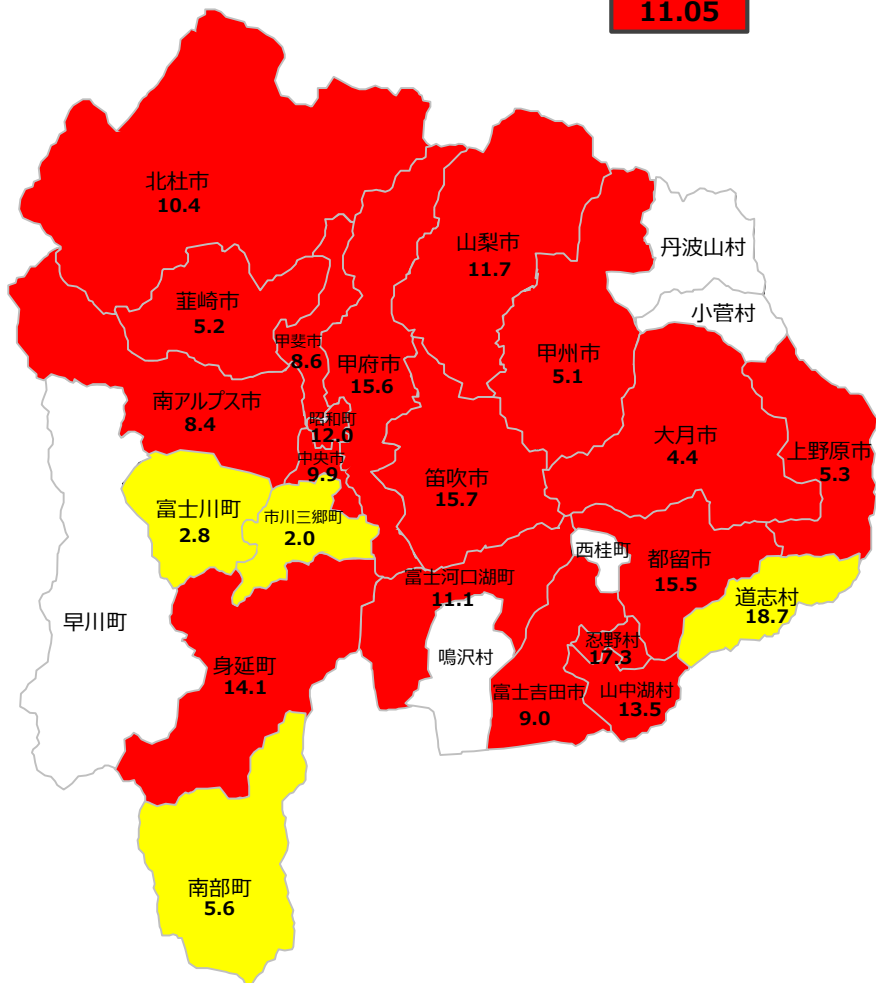 11.05
北杜市
10.4
丹波山村
山梨市
11.7
韮崎市
5.2
小菅村
甲斐市
8.6
甲府市
15.6
甲州市
5.1
南アルプス市
8.4
昭和町
12.0
大月市
4.4
上野原市
5.3
中央市
9.9
笛吹市
15.7
富士川町
2.8
市川三郷町
2.0
西桂町
都留市
15.5
富士河口湖町
11.1
道志村
18.7
早川町
忍野村
17.3
鳴沢村
身延町
14.1
富士吉田市
9.0
山中湖村
13.5
南部町
5.6